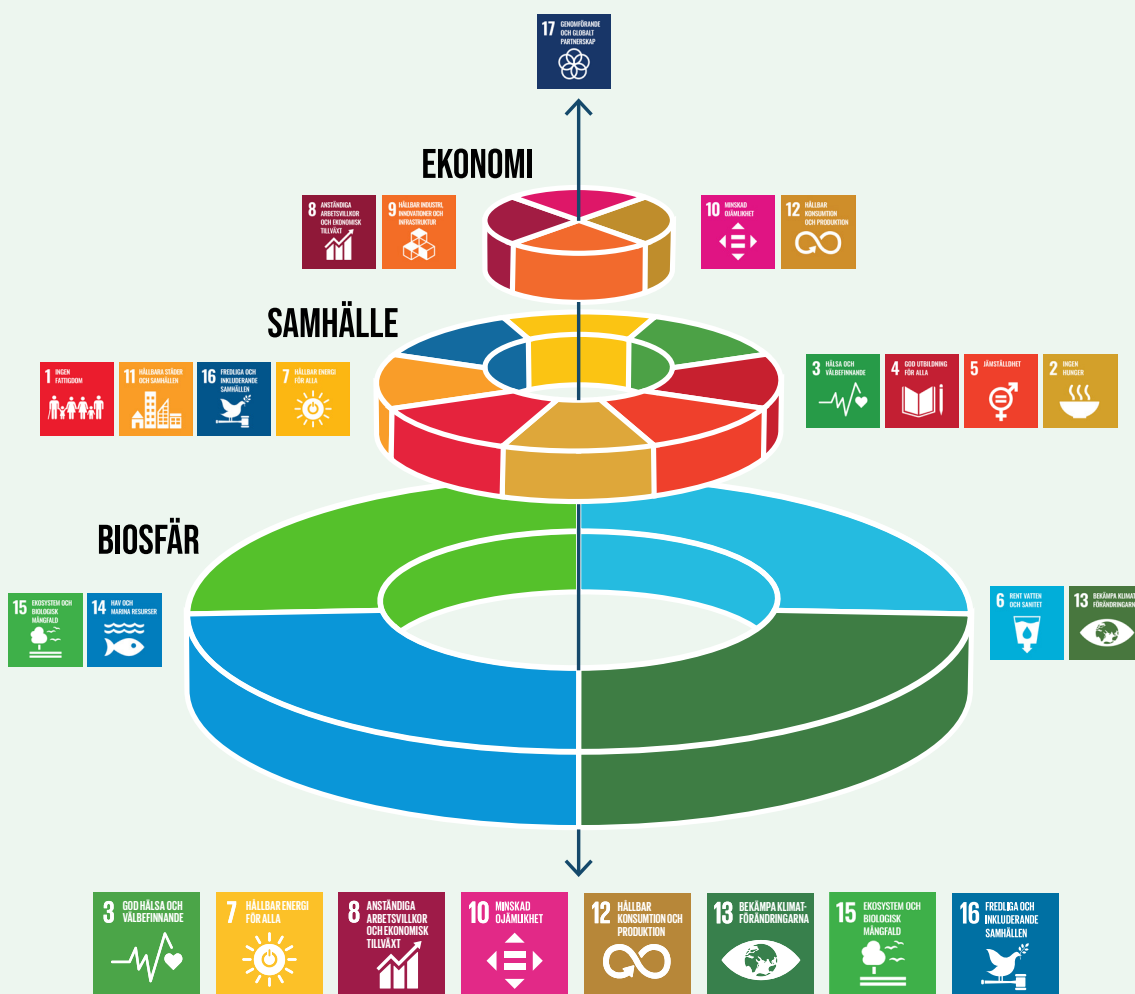 17 GENOMFÖRANDE
OCH GLOBALT
PARTNERSKAP
EKONOMI
8 ANSTÄNDIGA
ARBETSVILLKOR
OCH EKONOMISK
TILLVÄXT
9 HÅLLBAR INDUSTRI,
INNOVATIONER OCH
INFRASTRUKTUR
10 MINSKAD
OJÄMLIKHET
12 HÅLLBAR
KONSUMTION
OCH PRODUKTION
SAMHÄLLE
1 INGEN
FATTIGDOM
11 HÅLLBARA STÄDER
OCH SAMHÄLLEN
16 FREDLIGA OCH
INKLUDERANDE
SAMHÄLLEN
7 HÅLLBAR ENERGI
FÖR ALLA
3 HÄLSA OCH
VÄLBEFINNANDE
4 GOD UTBILDNING
FÖR ALLA
5 JÄMSTÄLLDHET
2 INGEN
HUNGER
BIOSFÄR
15 EKOSYSTEM OCH
BIOLOGISK
MÅNGFALD
14 HAV OCH
MARINA RESURSER
6 RENT VATTEN
OCH SANITET
13 BEKÄMPA KLIMAT-
FÖRÄNDRINGARNA
3 GOD HÄLSA OCH
VÄLBEFINNANDE
7 HÅLLBAR ENERGI
FÖR ALLA
8 ANSTÄNDIGA
ARBETSVILLKOR
OCH EKONOMISK
TILLVÄXT
10 MINSKAD
OJÄMLIKHET
12 HÅLLBAR
KONSUMTION OCH
PRODUKTION
13 BEKÄMPA KLIMAT-
FÖRÄNDRINGARNA
15 EKOSYSTEM OCH
BIOLOGISK
MÅNGFALD
16 FREDLIGA OCH
INKLUDERANDE
SAMHÄLLEN